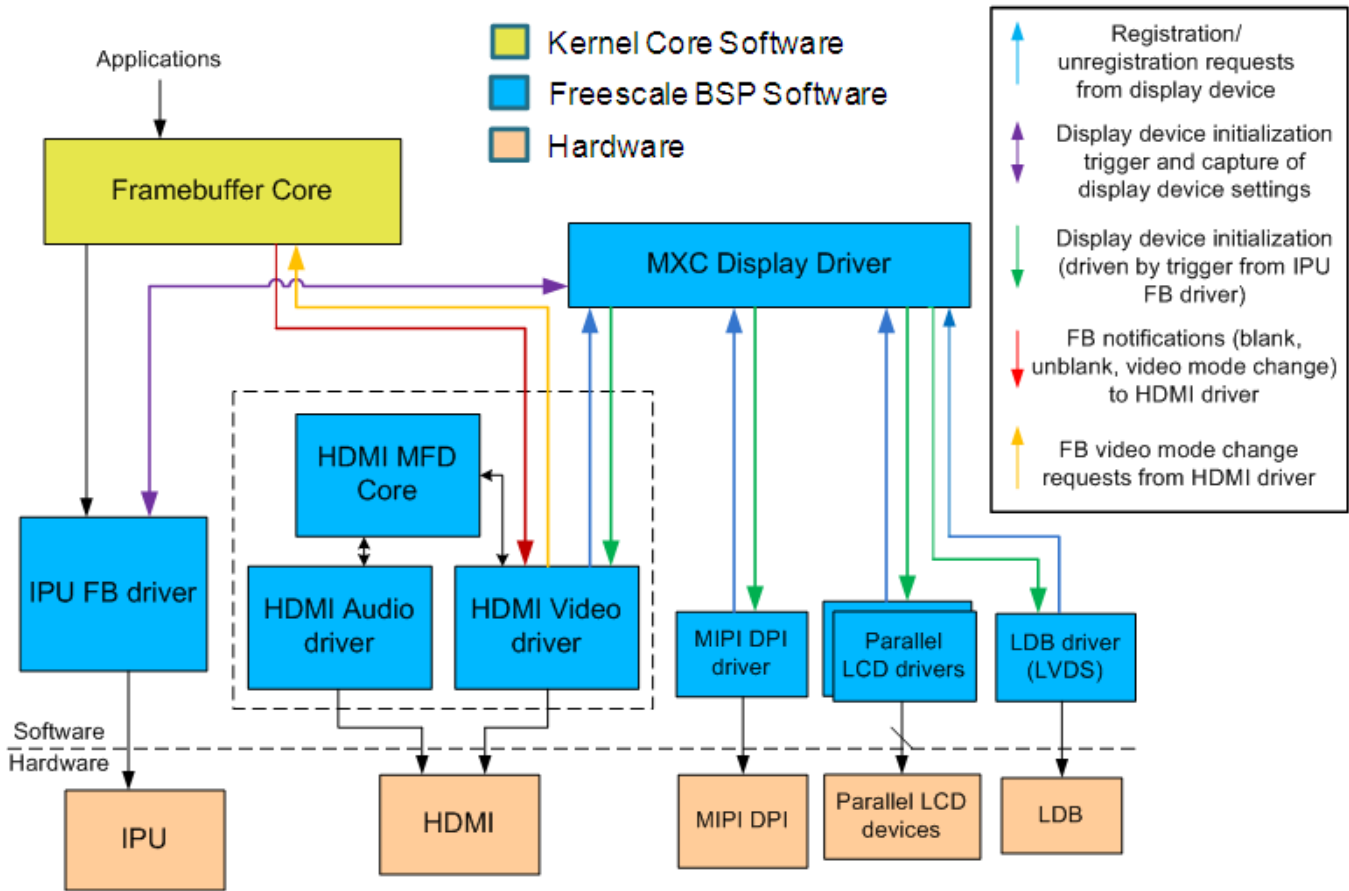 Applications
Kernel Core Software
Freescale BSP Software
Hardware
Registration/
unregistration requests
from display device
Display device initialization
trigger and capture of
display device settings
Display device initialization
(driven by trigger from IPU
FB driver)
FB notifications (blank,
unblank, video mode change)
to HDMI driver
FB video mode change
requests from HDMI driver
Framebuffer Core
MXC Display Driver
HDMI MFD
Core
IPU FB driver
HDMI Audio
driver
HDMI Video
driver
MIPI DPI
driver
Parallel
LCD drivers
LDB driver
(LVDS)
Software
Hardware
IPU
HDMI
MIPI DPI
Parallel LCD
devices
LDB